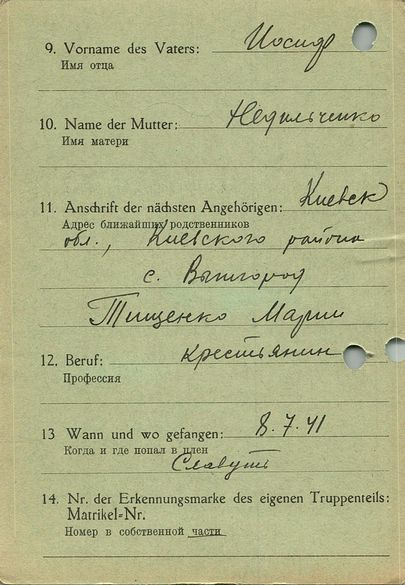 9. Vorname des Vaters: Иосиф
Имя отца
10. Name der Mutter: Недильченко
Имя матери
11. Anschrift der nächsten Angehörigen: Киевск
Адрес ближайших родственников
обл., Киевского района
с. Вышгород
Тищенко Марии
12. Beruf: крестьянин
Профессия
13 Wann und wo gefangen: 8.7.41
Когда и где попал в плен
Славута
14. Nr. der Erkennungsmarke des eigenen Truppenteils:
Matrikel-Nr.
Номер в собственной части